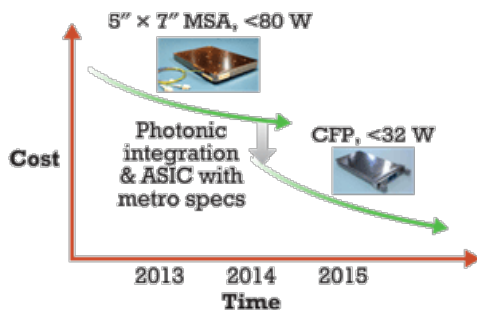 5″ × 7″ MSA, <80 W
CFP, <32 W
Photonic
integration
& ASIC with
metro specs
Cost
2013 2014 2015
Time